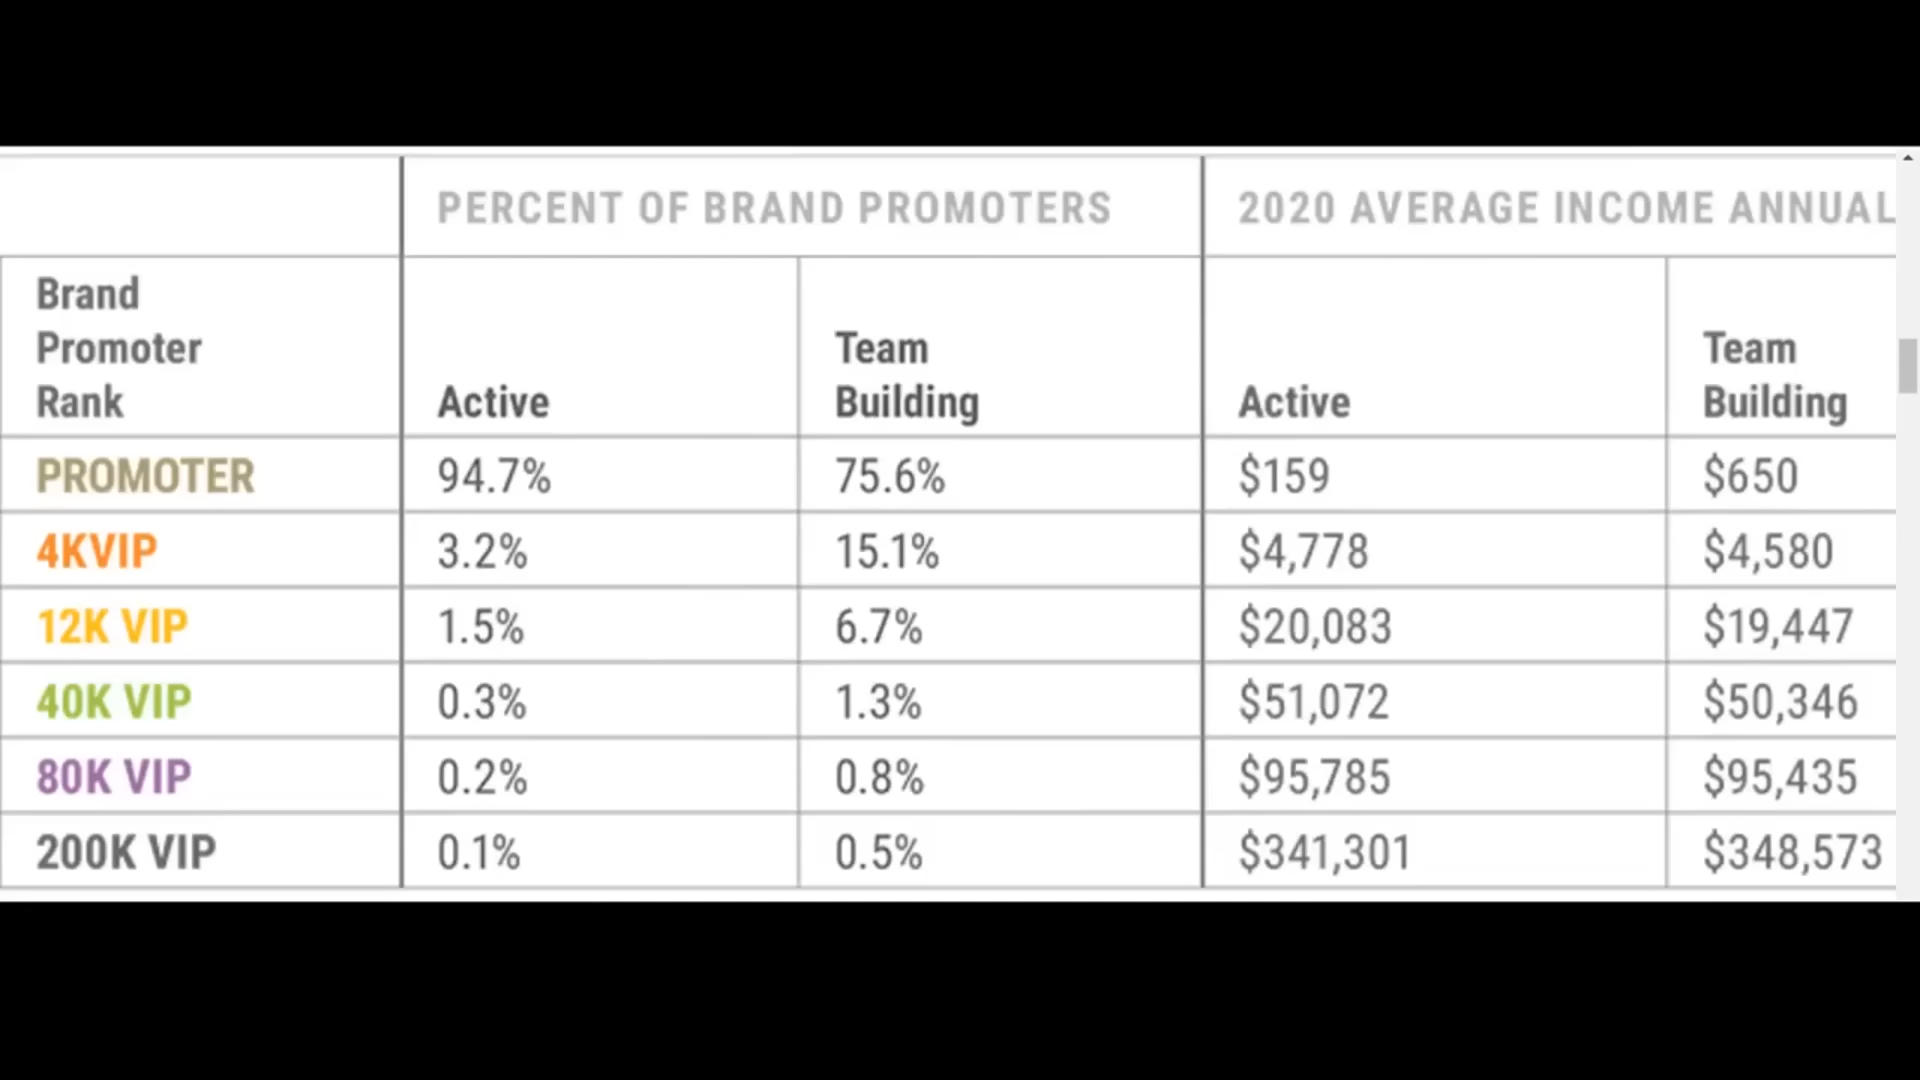 PERCENT OF BRAND PROMOTERS 2020 AVERAGE INCOME ANNUAL
Brand
Promoter
Rank
Active
Team
Building
Active
Team
Building
PROMOTER 94.7% 75.6% $159 $650
4KVIP 3.2% 15.1% $4,778 $4,580
12K VIP 1.5% 6.7% $20,083 $19,447
40K VIP 0.3% 1.3% $51,072 $50,346
80K VIP 0.2% 0.8% $95,785 $95,435
200K VIP 0.1% 0.5% $341,301 $348,573